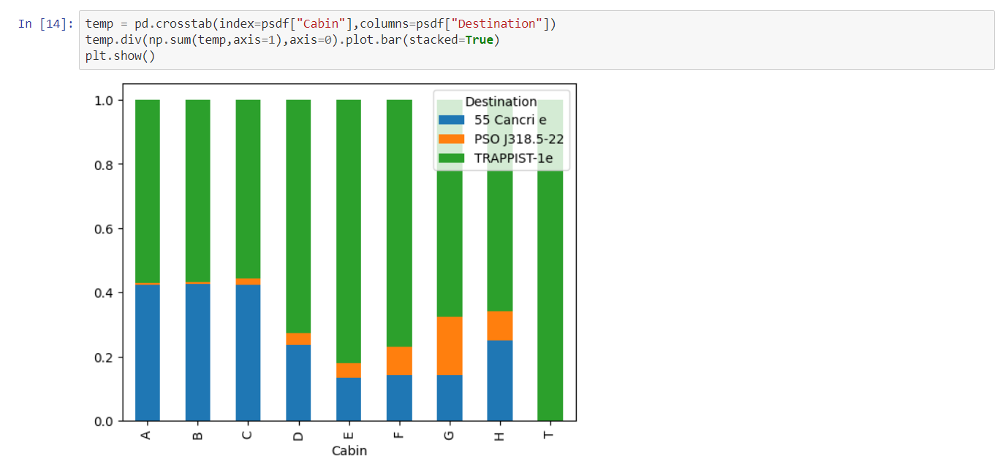 In [14]: temp = pd.crosstab(index=psdf["Cabin"],columns=psdf["Destination"])
temp.div(np.sum(temp,axis=1),axis=0).plot.bar(stacked=True)
plt.show()
Destination
55 Cancri e
PSO J318.5-22
TRAPPIST-1e
1.0
0.8
0.6
0.4
0.2
0.0
A B C D E F G H T
Cabin